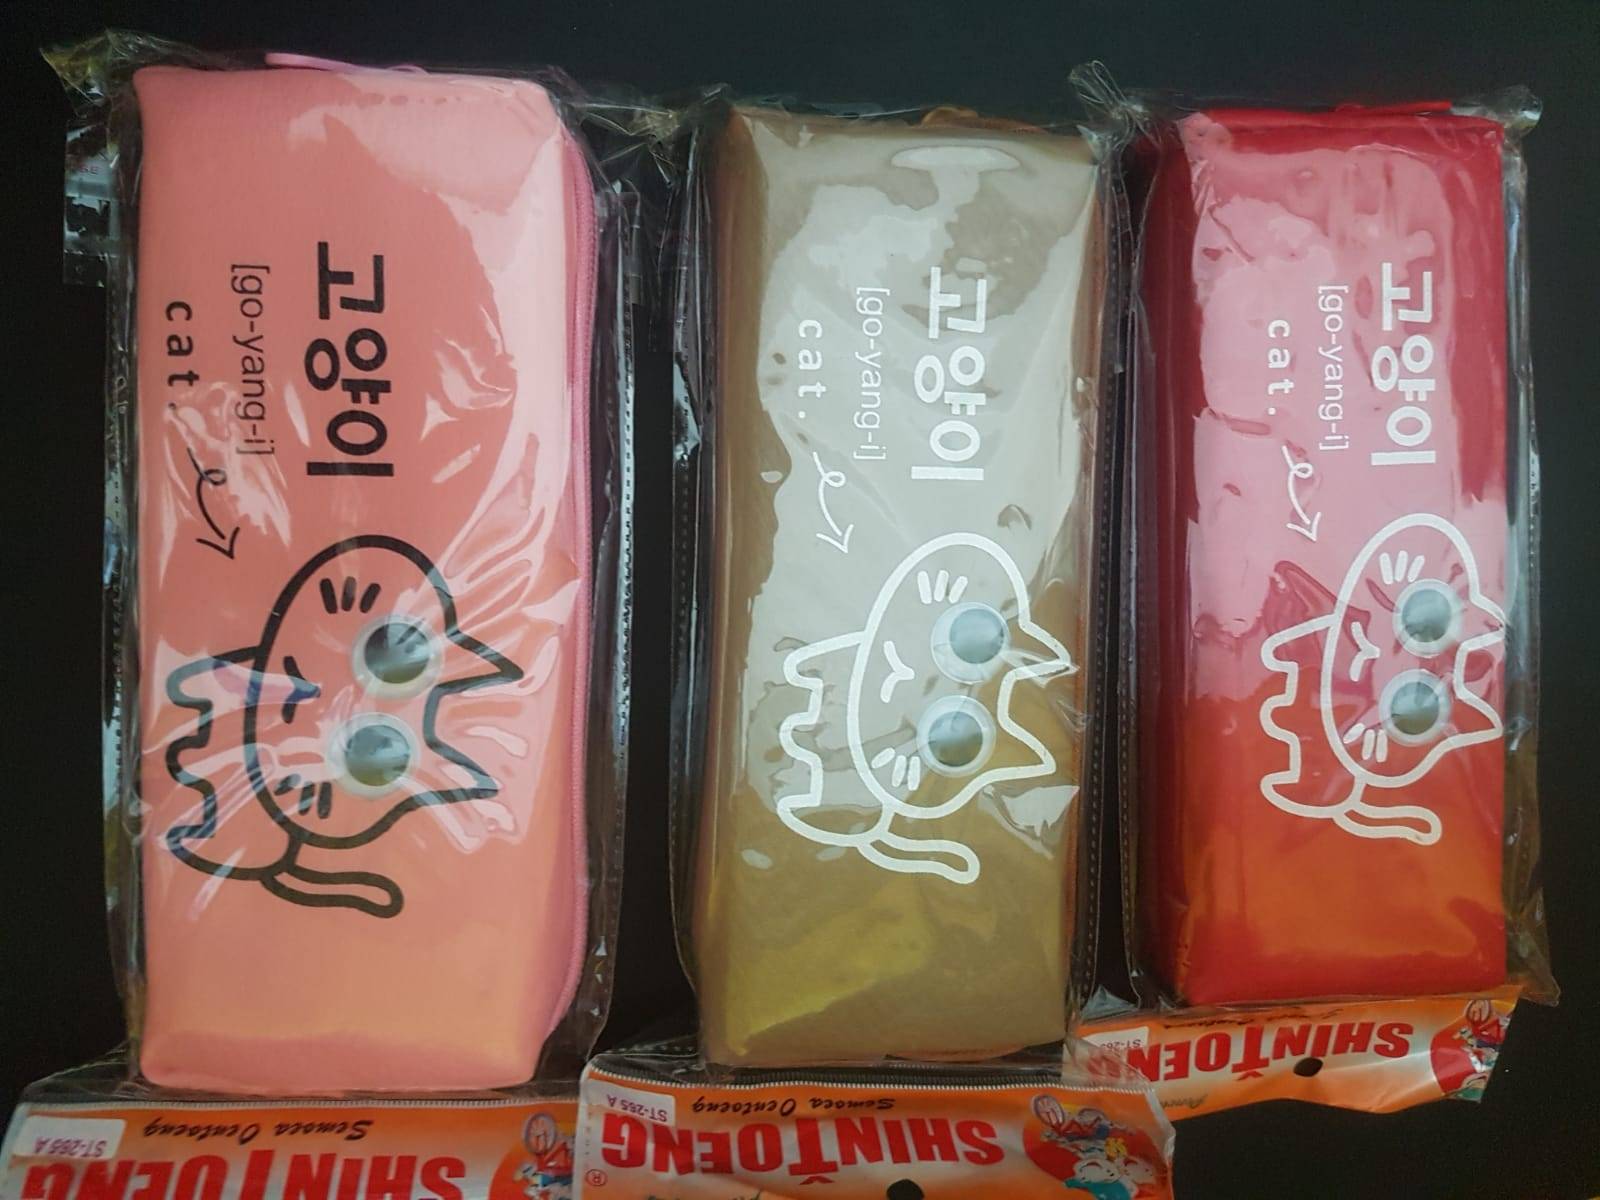 고양이
[go-yang-i]
cat.
고양이
[go-yang-i]
cat.
고양이
[go-yang-i]
cat.
ST-265 A
Semoea Oentoeng
SHINTOENG
ST-265 A
Semoea Oentoeng
SHINTOENG
®
SHINTOENG